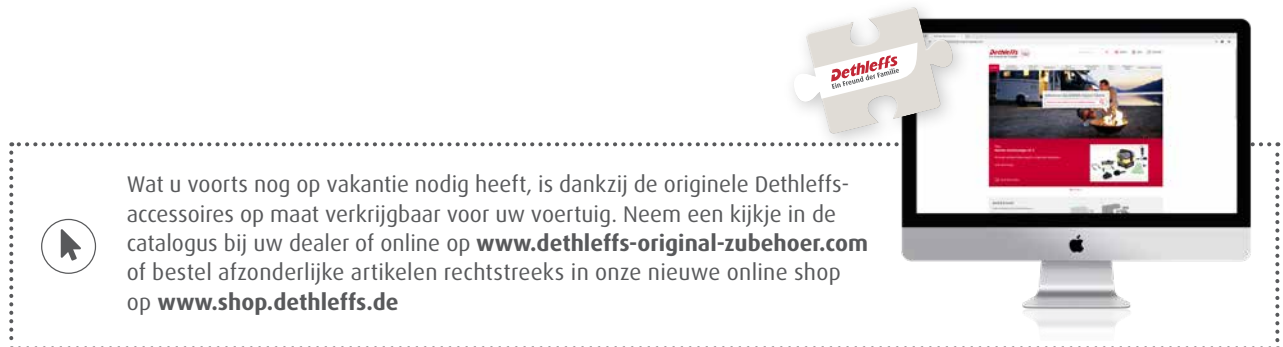 Dethleffs
Ein Freund der Familie
Dethleffs
Wat u voorts nog op vakantie nodig heeft, is dankzij de originele Dethleffs-
accessoires op maat verkrijgbaar voor uw voertuig. Neem een kijkje in de
catalogus bij uw dealer of online op www.dethleffs-original-zubehoer.com
of bestel afzonderlijke artikelen rechtstreeks in onze nieuwe online shop
op www.shop.dethleffs.de